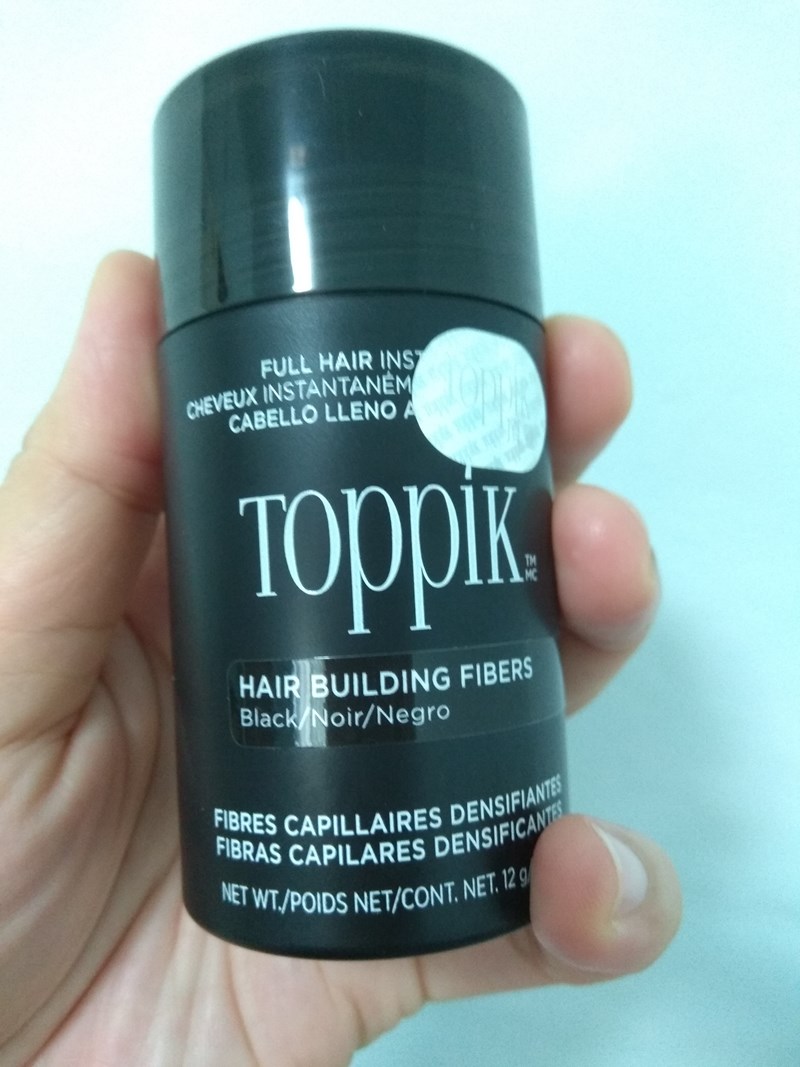 FULL HAIR INST
CHEVEUX INSTANTANÉM
CABELLO LLENO A
Toppik
Toppik
TM
MC
HAIR BUILDING FIBERS
Black/Noir/Negro
FIBRES CAPILLAIRES DENSIFIANTES
FIBRAS CAPILARES DENSIFICANTES
NET WT./POIDS NET/CONT. NET. 12 g